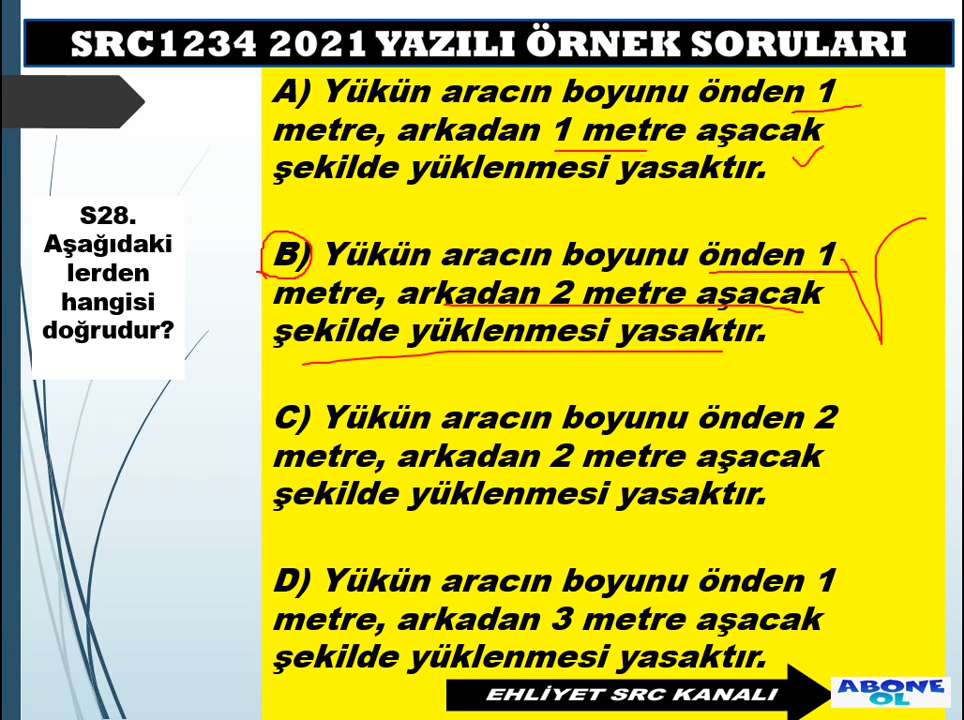 SRC1234 2021 YAZILI ÖRNEK SORULARI
S28.
Aşağıdaki
lerden
hangisi
doğrudur?
A) Yükün aracın boyunu önden 1
metre, arkadan 1 metre aşacak
şekilde yüklenmesi yasaktır.
B) Yükün aracın boyunu önden 1
metre, arkadan 2 metre aşacak
şekilde yüklenmesi yasaktır.
C) Yükün aracın boyunu önden 2
metre, arkadan 2 metre aşacak
şekilde yüklenmesi yasaktır.
D) Yükün aracın boyunu önden 1
metre, arkadan 3 metre aşacak
şekilde yüklenmesi yasaktır.
EHLİYET SRC KANALI
ABONE
OL